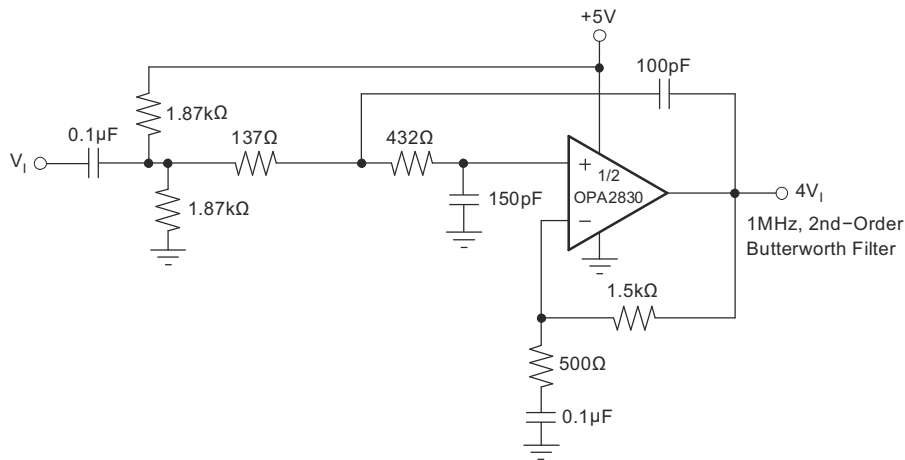 +5V
100pF
1.87kΩ
0.1µF
137Ω
432Ω
V_I
150pF
1.87kΩ
+
1/2
OPA2830
−
4V_I
1MHz, 2nd−Order
Butterworth Filter
1.5kΩ
500Ω
0.1µF